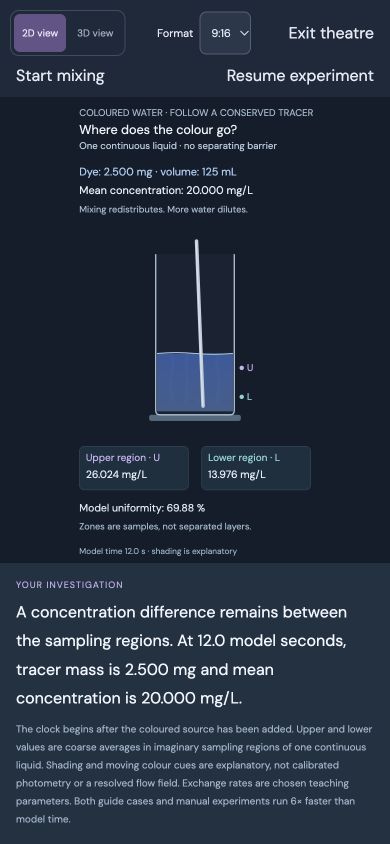 2D view
3D view
Format
9:16
Exit theatre
Start mixing
Resume experiment
COLOURED WATER · FOLLOW A CONSERVED TRACER
Where does the colour go?
One continuous liquid · no separating barrier
Dye: 2.500 mg · volume: 125 mL
Mean concentration: 20.000 mg/L
Mixing redistributes. More water dilutes.
U
L
Upper region · U
26.024 mg/L
Lower region · L
13.976 mg/L
Model uniformity: 69.88 %
Zones are samples, not separated layers.
Model time 12.0 s · shading is explanatory
YOUR INVESTIGATION
A concentration difference remains between
the sampling regions. At 12.0 model seconds,
tracer mass is 2.500 mg and mean
concentration is 20.000 mg/L.
The clock begins after the coloured source has been added. Upper and lower
values are coarse averages in imaginary sampling regions of one continuous
liquid. Shading and moving colour cues are explanatory, not calibrated
photometry or a resolved flow field. Exchange rates are chosen teaching
parameters. Both guide cases and manual experiments run 6× faster than
model time.